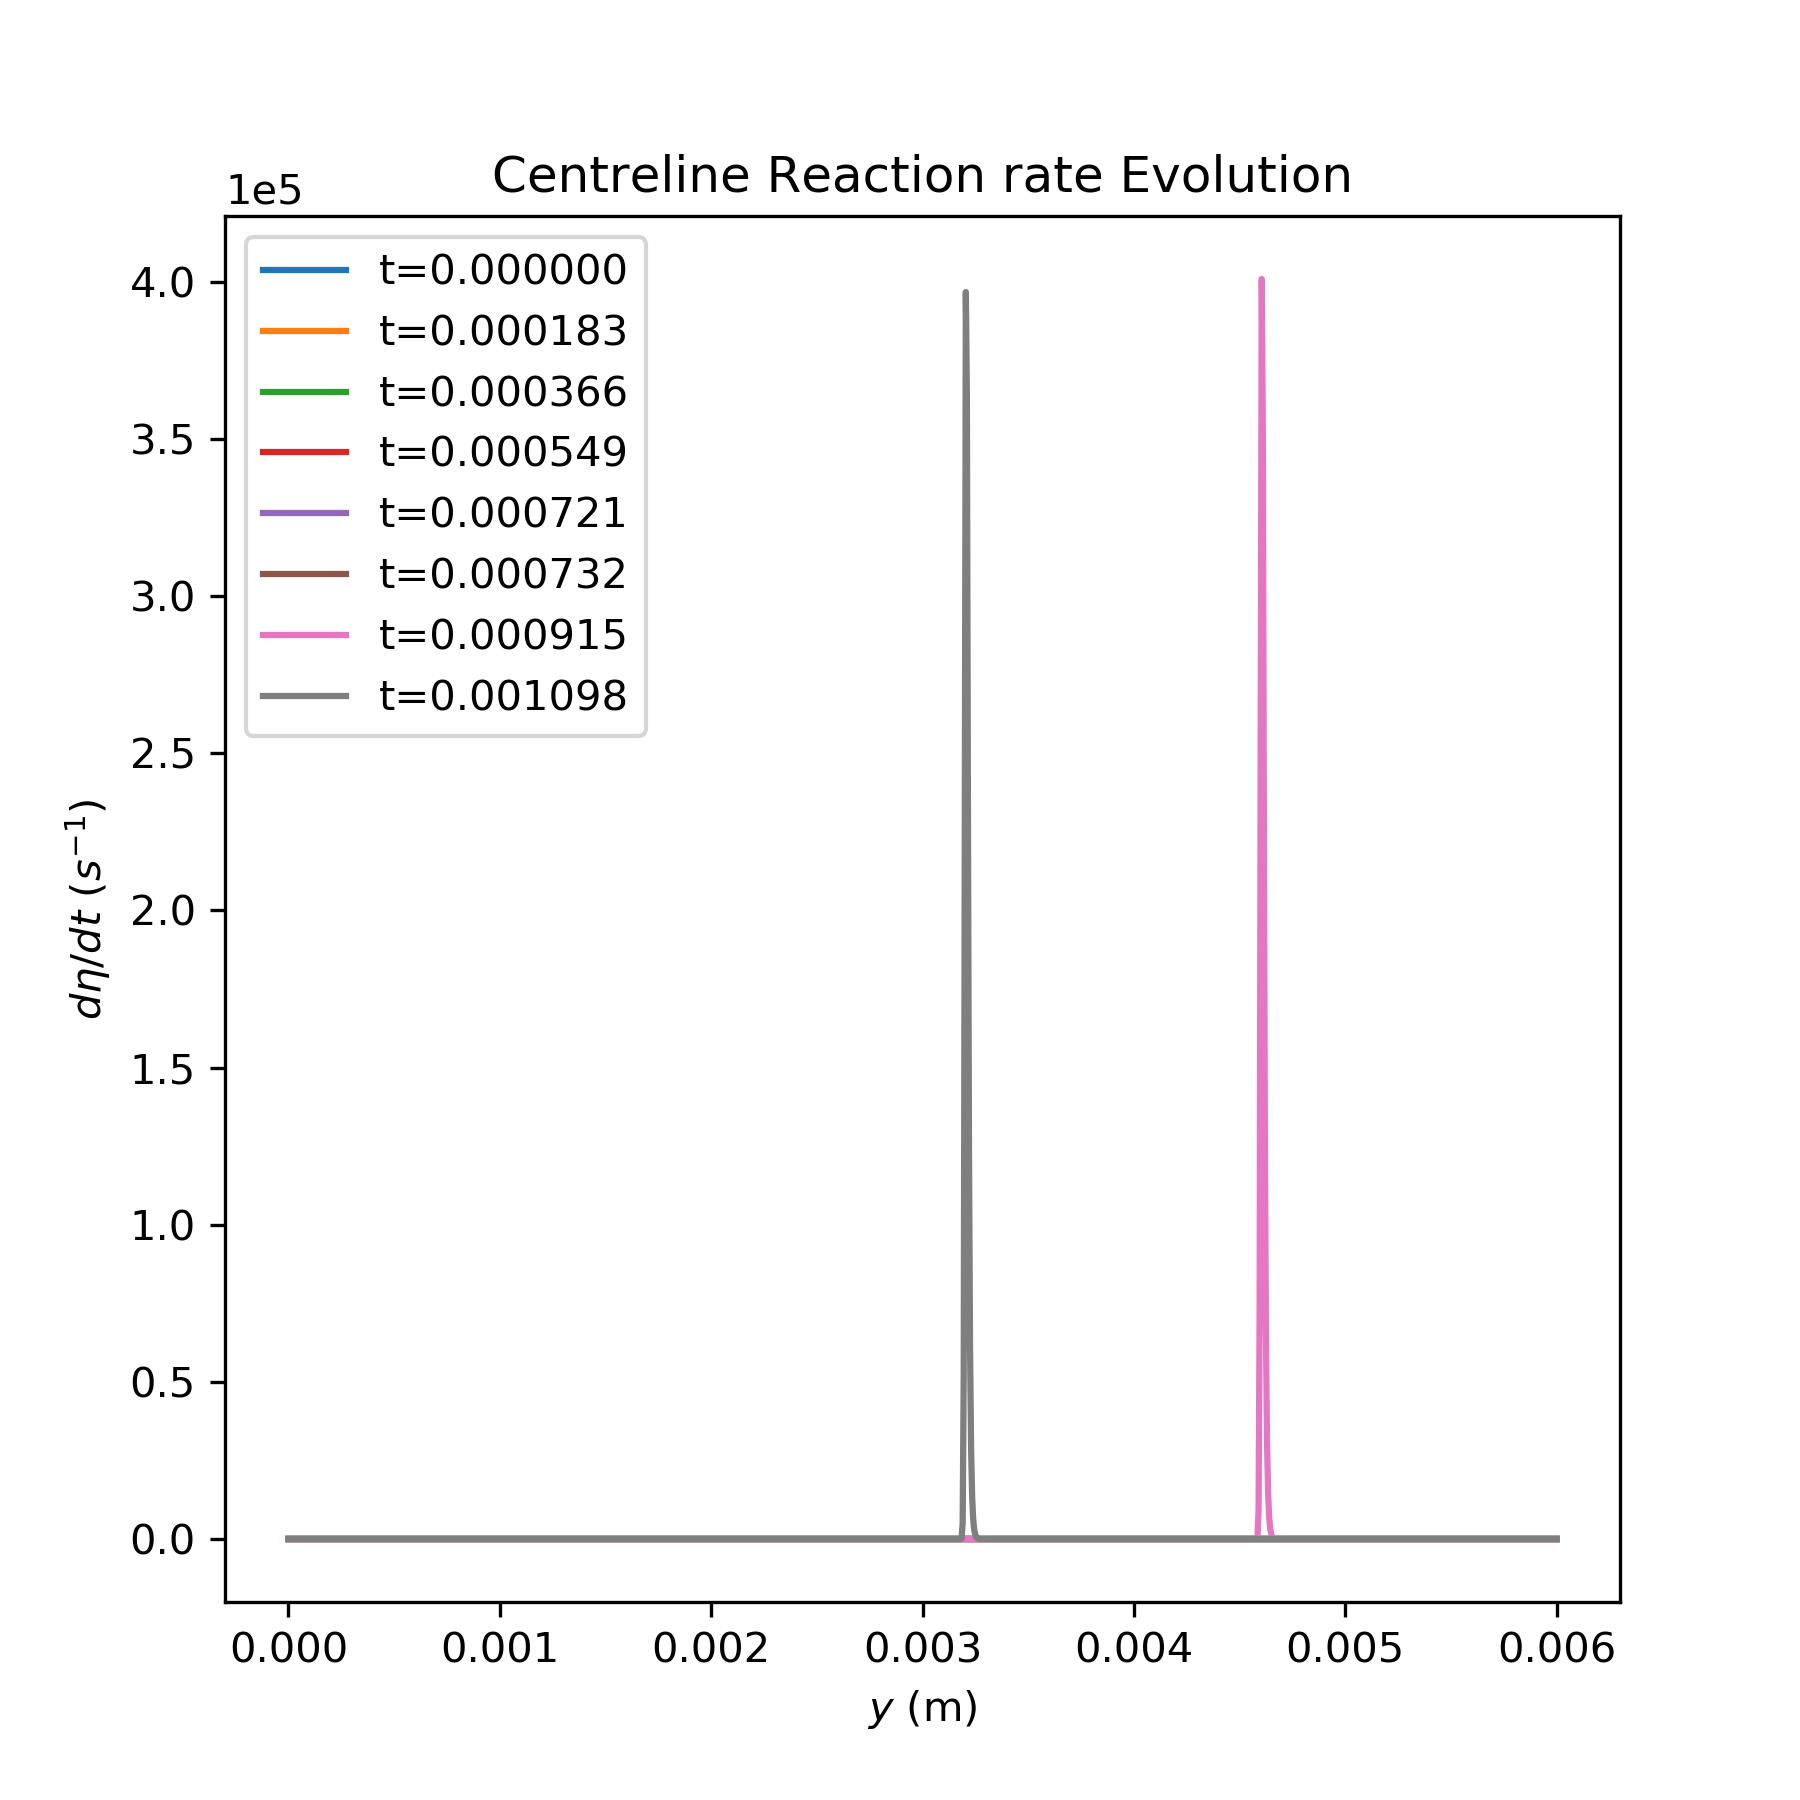 Centreline Reaction rate Evolution
1e5
t=0.000000
t=0.000183
t=0.000366
t=0.000549
t=0.000721
t=0.000732
t=0.000915
t=0.001098
4.0
3.5
3.0
2.5
2.0
1.5
1.0
0.5
0.0
dη/dt (s⁻¹)
0.000 0.001 0.002 0.003 0.004 0.005 0.006
y (m)